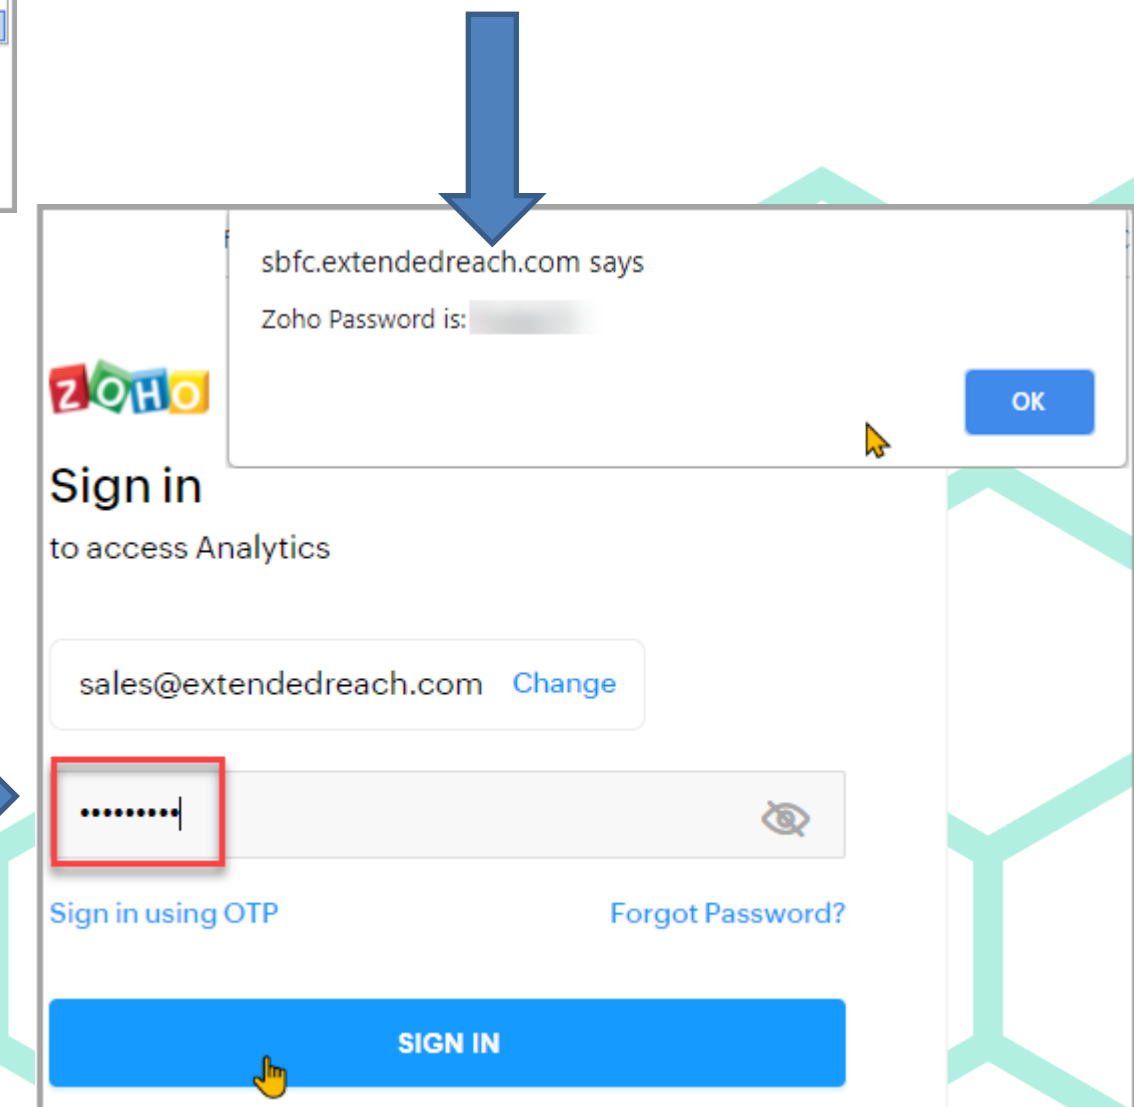 sbfc.extendedreach.com says
Zoho Password is:
OK
ZOHO
Sign in
to access Analytics
sales@extendedreach.com Change
•••••••••
Sign in using OTP Forgot Password?
SIGN IN